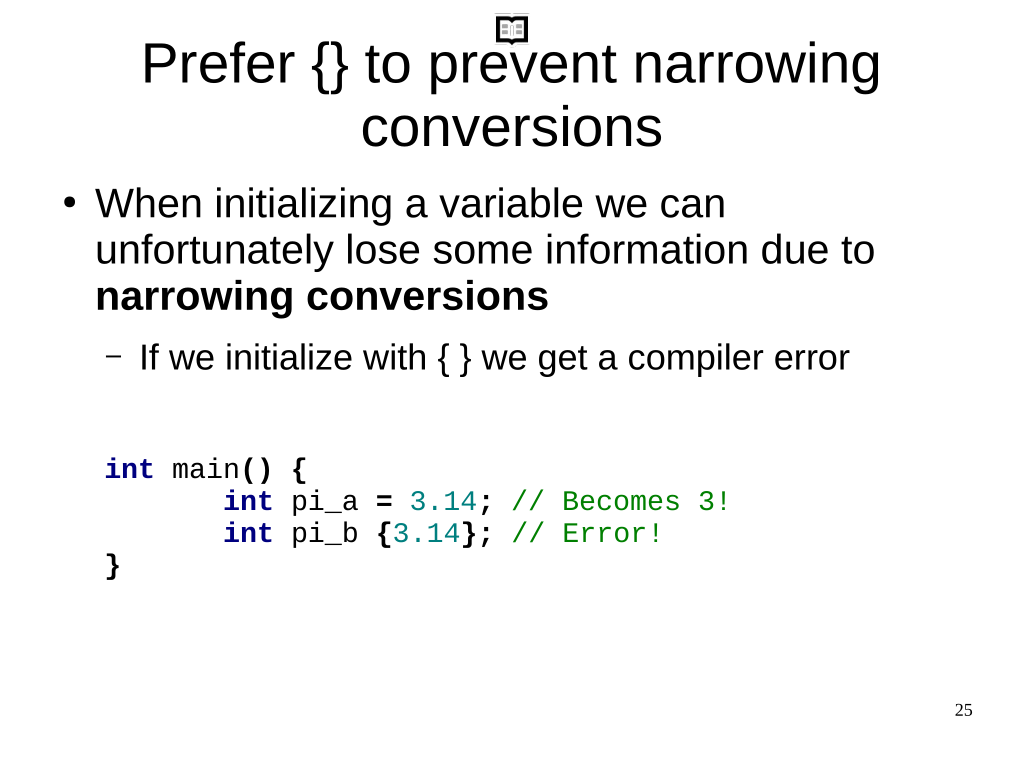 Prefer {} to prevent narrowing
conversions
• When initializing a variable we can
unfortunately lose some information due to
narrowing conversions
– If we initialize with { } we get a compiler error
int main() {
int pi_a = 3.14; // Becomes 3!
int pi_b {3.14}; // Error!
}
25